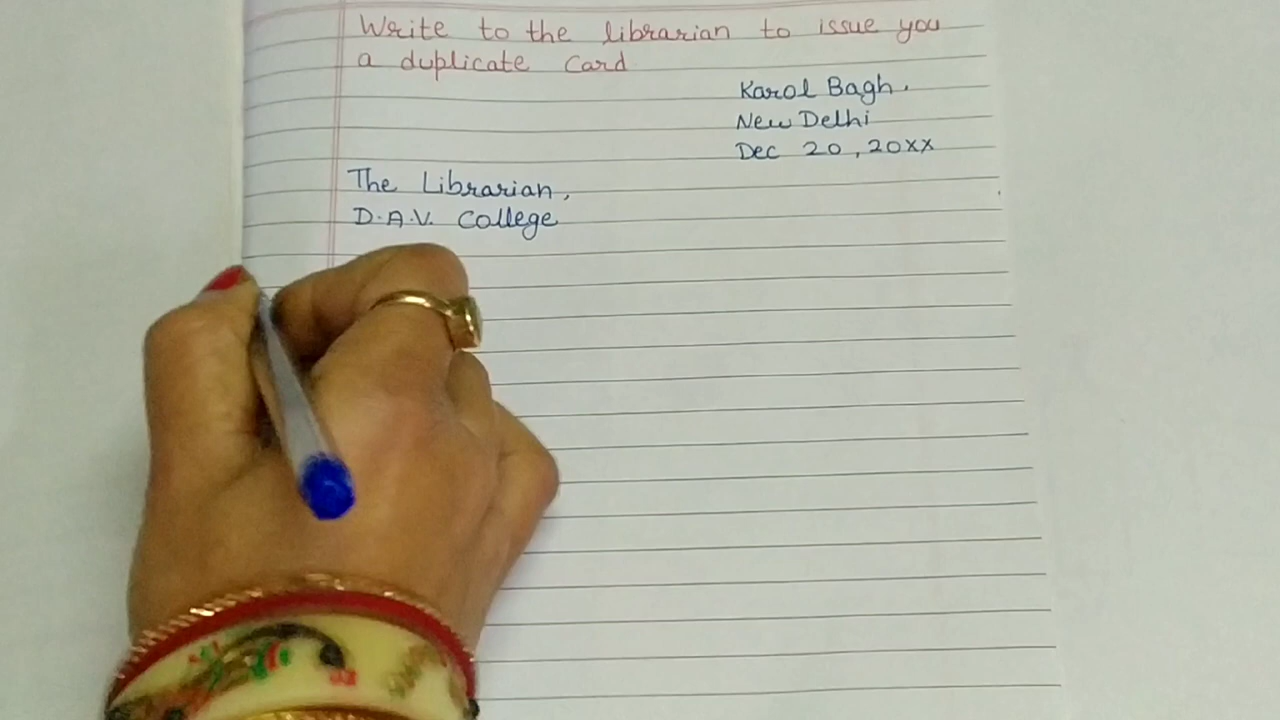 Write to the librarian to issue you
a duplicate card
Karol Bagh.
New Delhi
Dec 20, 20XX
The Librarian,
D.A.V. College